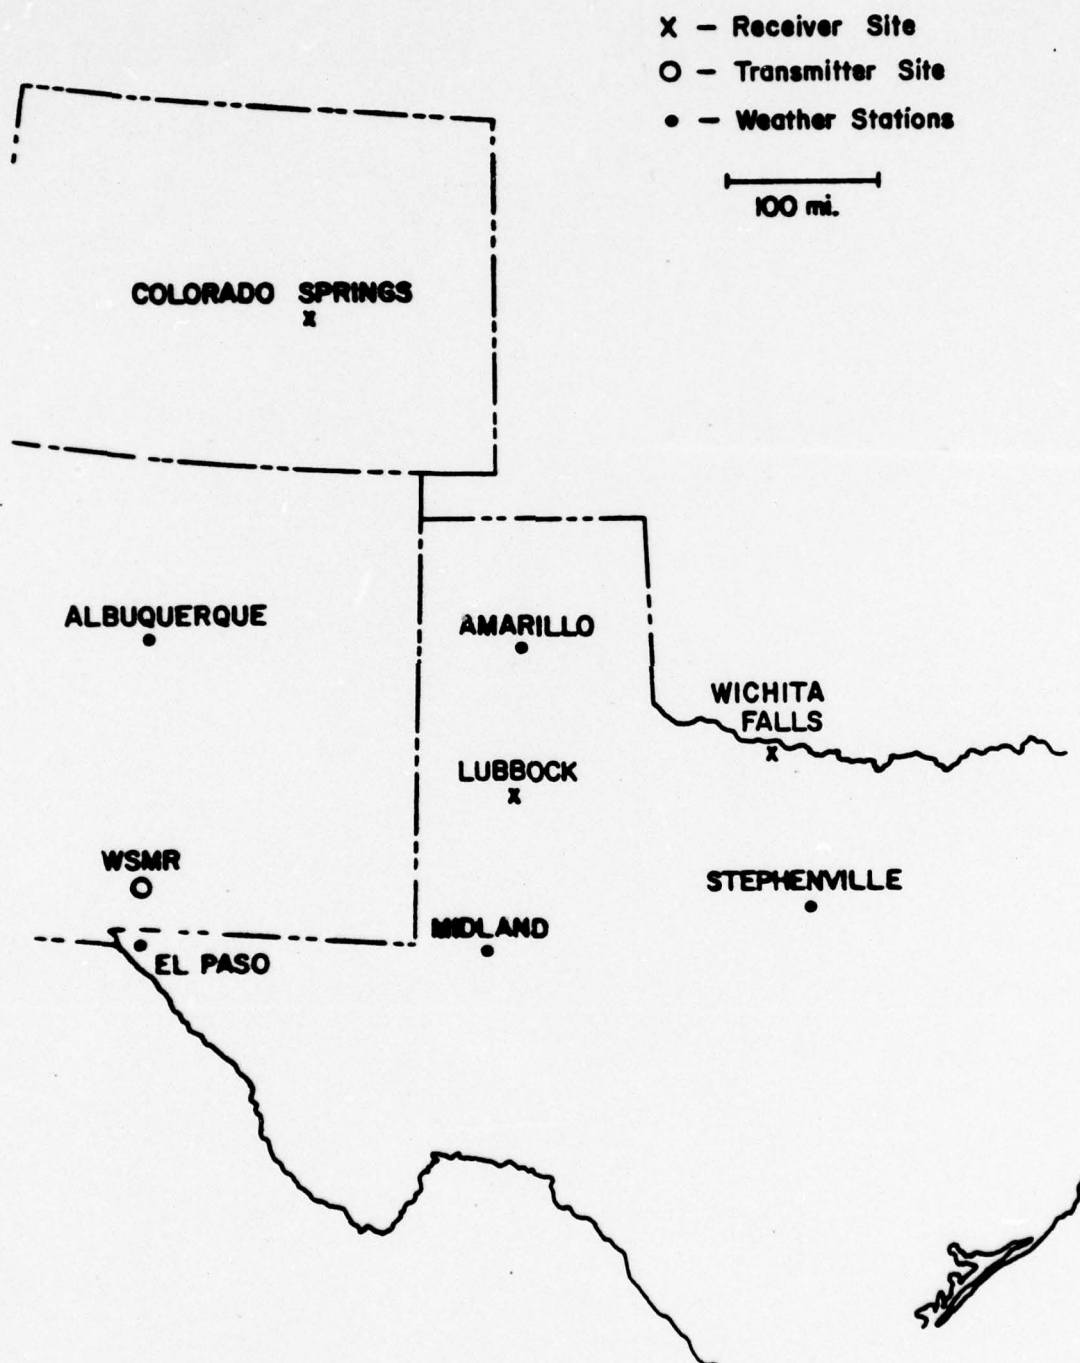 X - Receiver Site
O - Transmitter Site
• - Weather Stations
100 mi.
COLORADO SPRINGS
X
ALBUQUERQUE
AMARILLO
WICHITA
FALLS
X
LUBBOCK
X
WSMR
STEPHENVILLE
MIDLAND
EL PASO